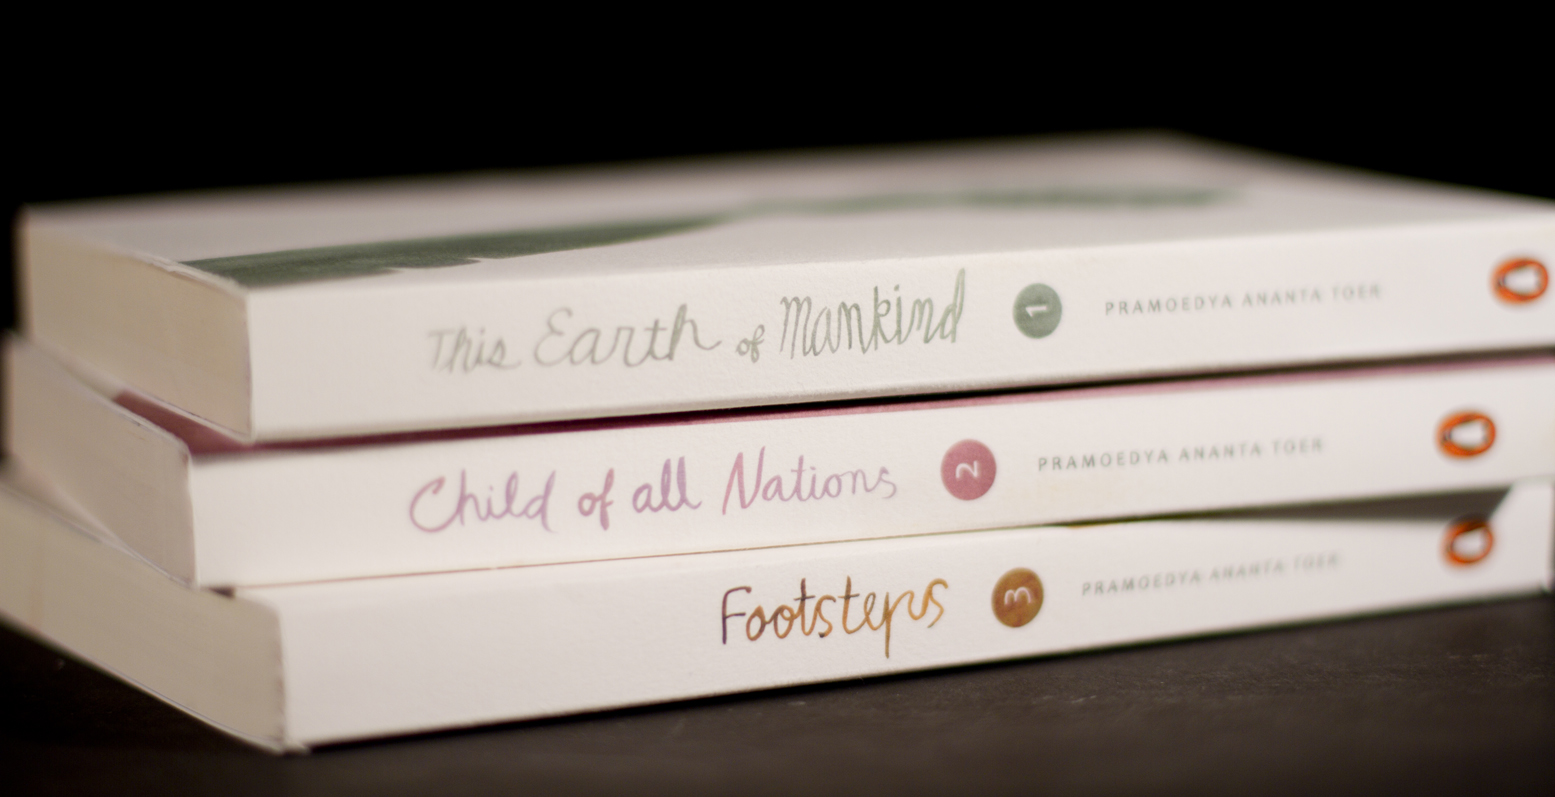 This Earth of Mankind 1 PRAMOEDYA ANANTA TOER
Child of all Nations 2 PRAMOEDYA ANANTA TOER
Footsteps 3 PRAMOEDYA ANANTA TOER